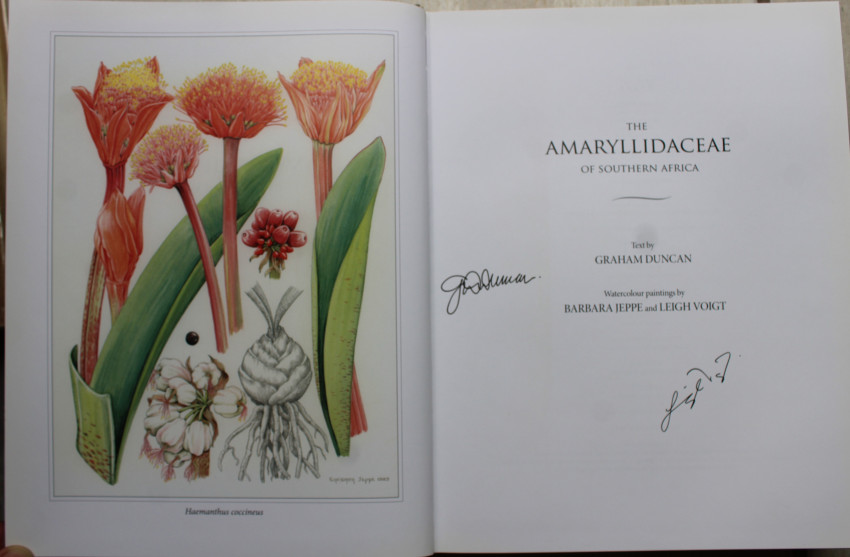 Haemanthus coccineus
THE
AMARYLLIDACEAE
OF SOUTHERN AFRICA
Text by
GRAHAM DUNCAN
Watercolour paintings by
BARBARA JEPPE and LEIGH VOIGT